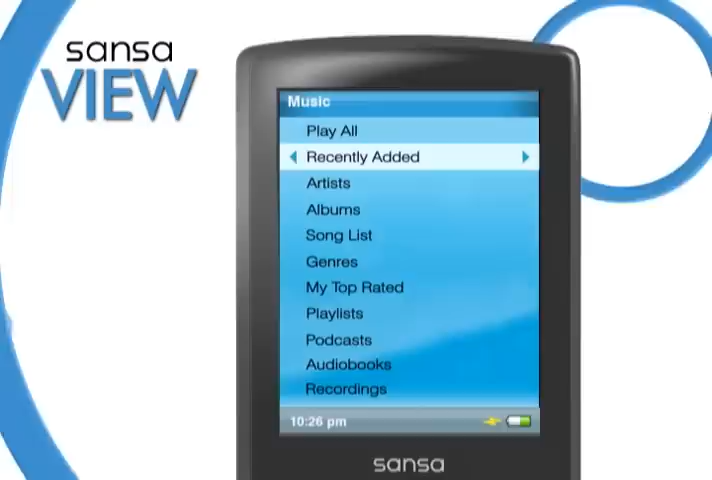 sansa
VIEW
Music
Play All
Recently Added
Artists
Albums
Song List
Genres
My Top Rated
Playlists
Podcasts
Audiobooks
Recordings
10:26 pm
sansa